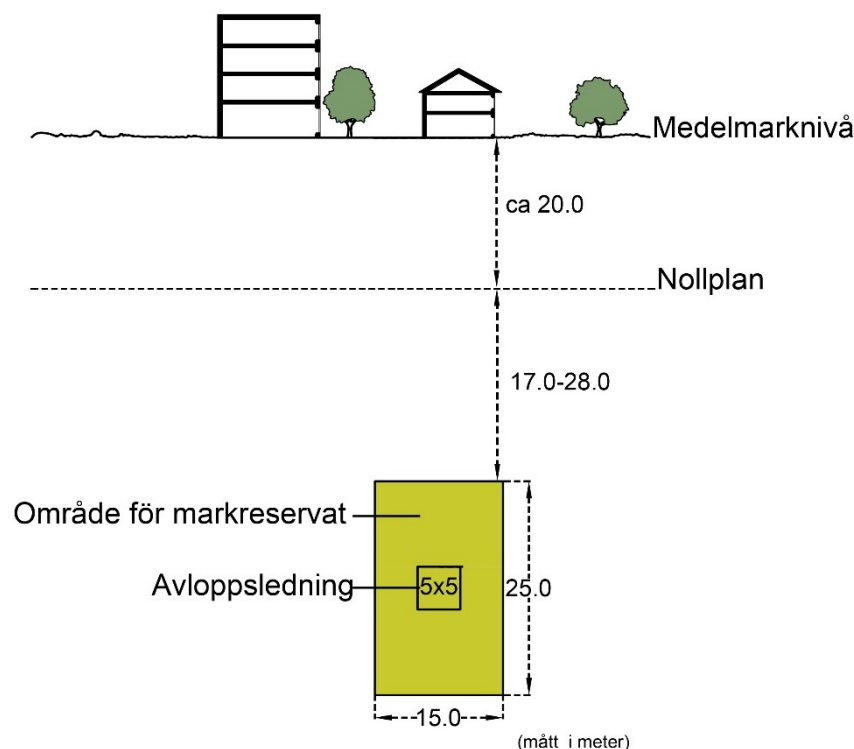 Medelmarknivå
ca 20.0
Nollplan
17.0-28.0
Område för markreservat
Avloppsledning
5x5
25.0
15.0
(mått i meter)